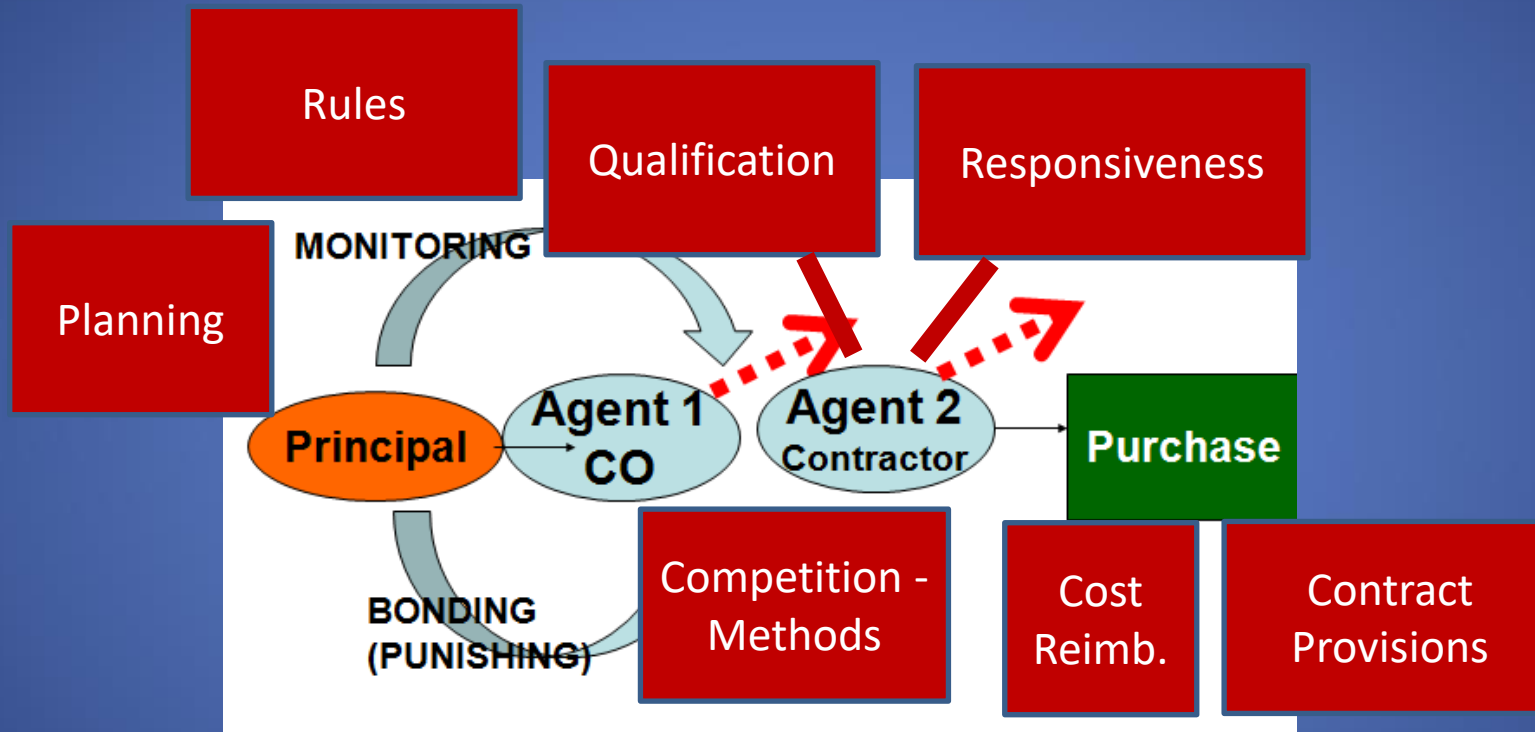 Rules
Qualification
Responsiveness
Planning
MONITORING
Principal
Agent 1
CO
Agent 2
Contractor
Purchase
BONDING
(PUNISHING)
Competition -
Methods
Cost
Reimb.
Contract
Provisions